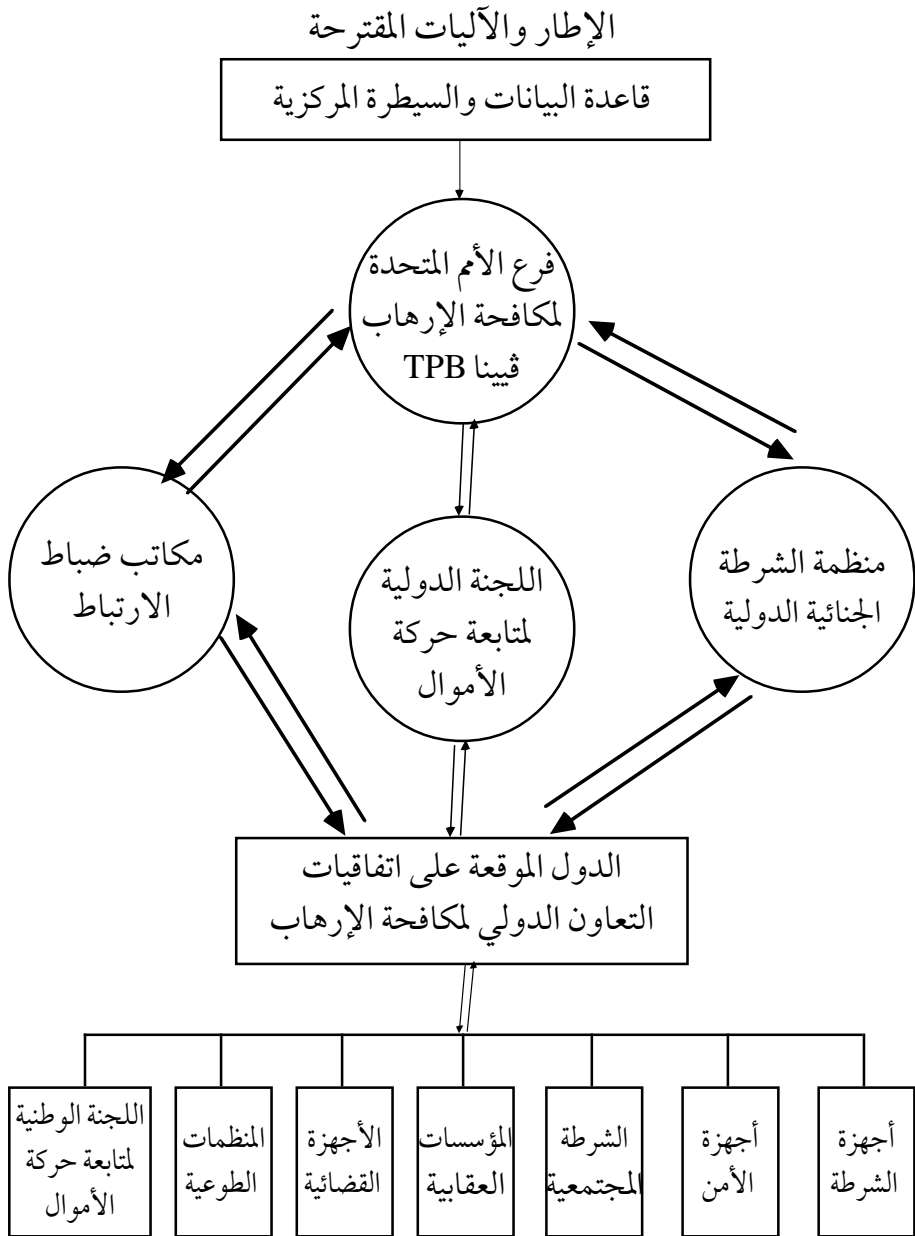 الإطار والآليات المقترحة
قاعدة البيانات والسيطرة المركزية
فرع الأمم المتحدة
لمكافحة الإرهاب
ڤيينا TPB
منظمة الشرطة
الجنائية الدولية
اللجنة الدولية
لمتابعة حركة
الأموال
مكاتب ضباط
الارتباط
الدول الموقعة على اتفاقيات
التعاون الدولي لمكافحة الإرهاب
أجهزة
الشرطة
أجهزة
الأمن
الشرطة
المجتمعية
المؤسسات
العقابية
الأجهزة
القضائية
المنظمات
الطوعية
اللجنة الوطنية
لمتابعة حركة
الأموال